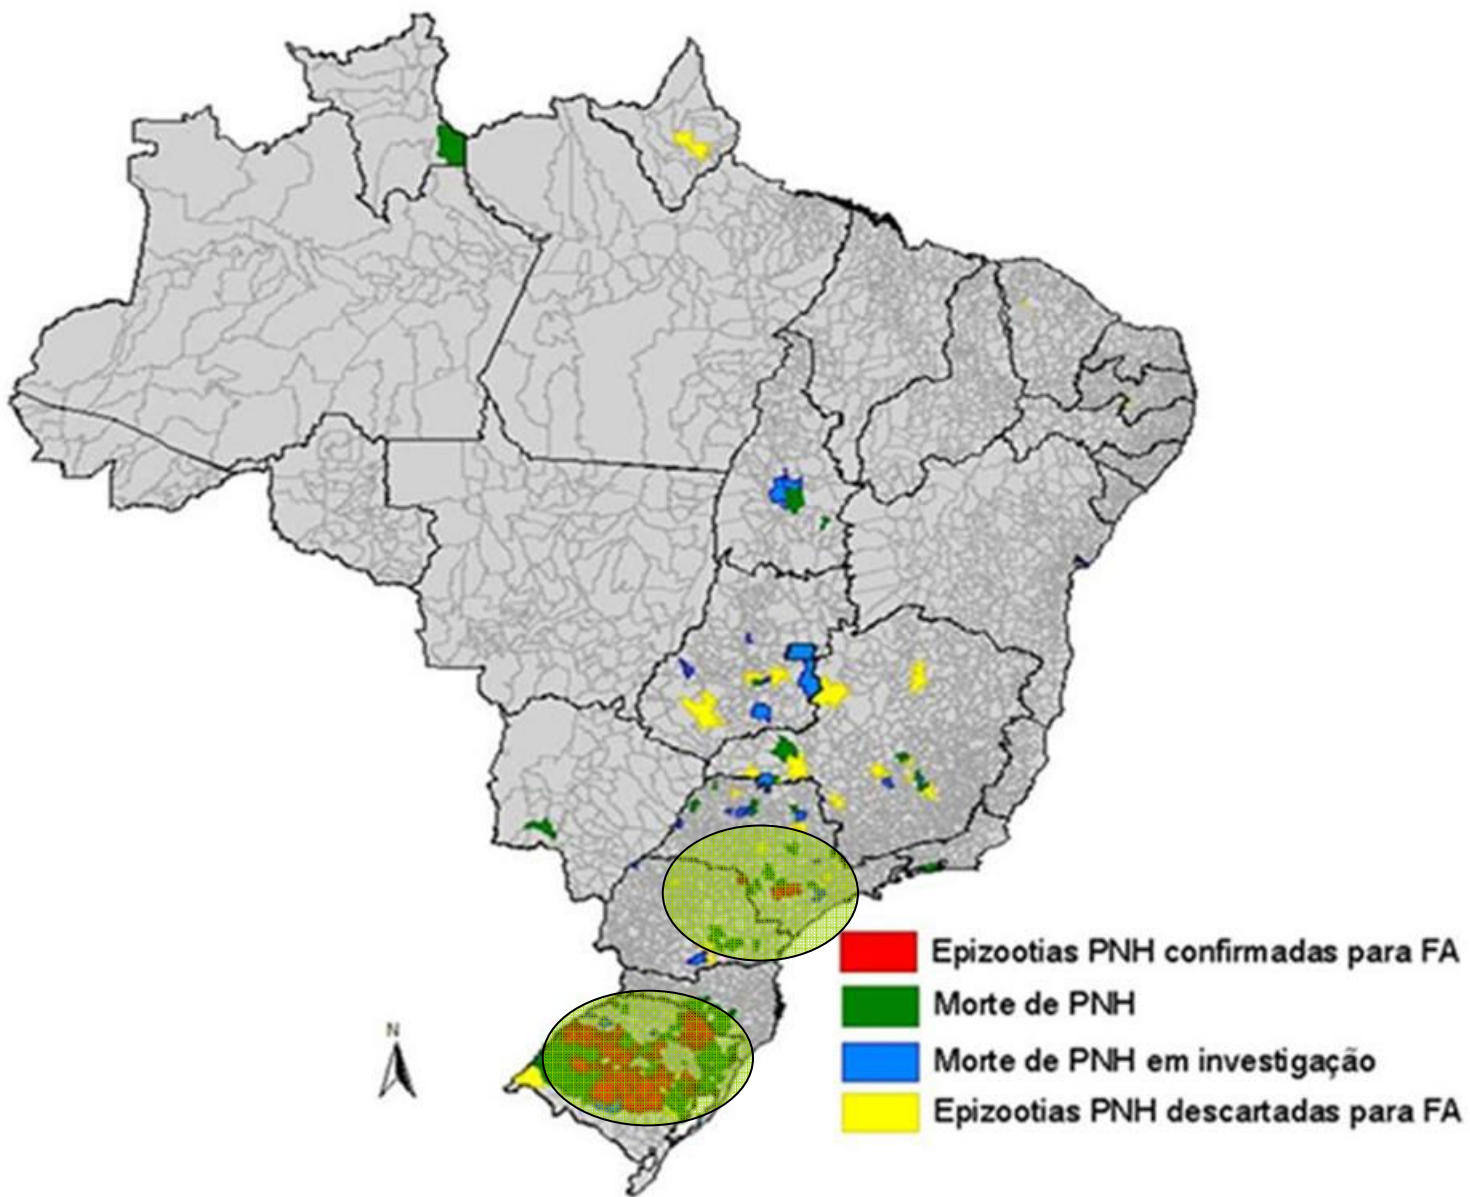 Epizootias PNH confirmadas para FA
Morte de PNH
N
Morte de PNH em investigação
Epizootias PNH descartadas para FA